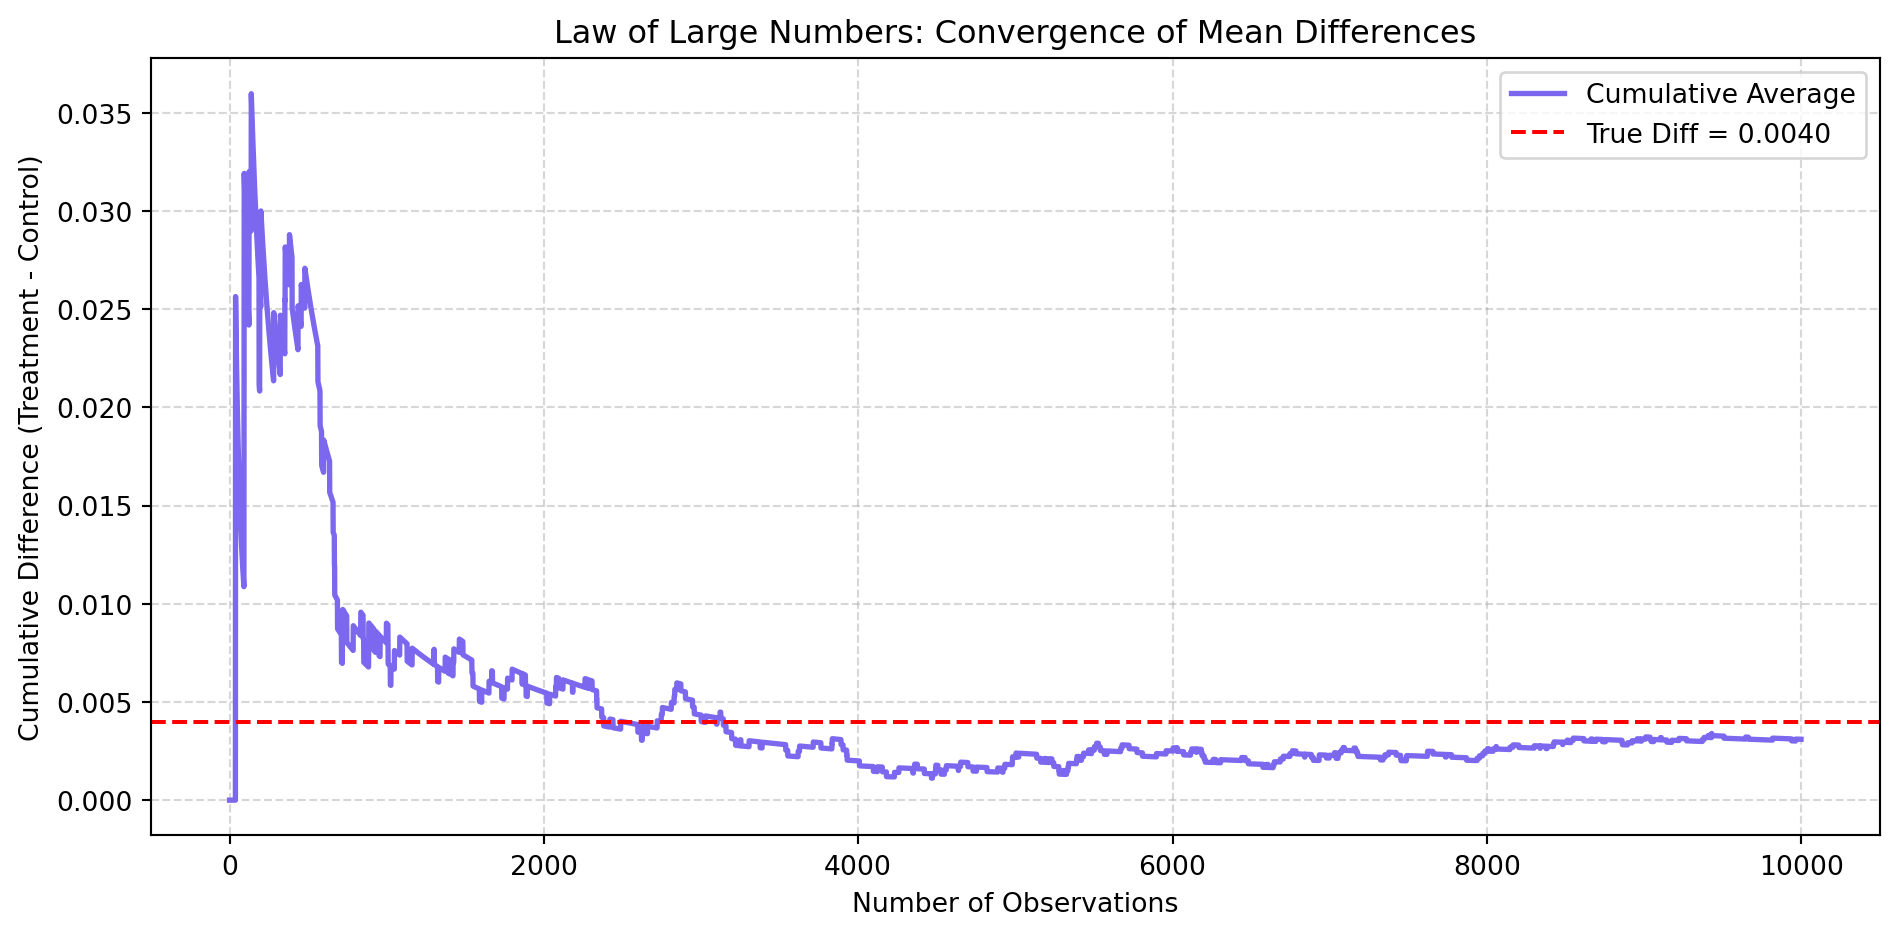 Law of Large Numbers: Convergence of Mean Differences
Cumulative Average
True Diff = 0.0040
Cumulative Difference (Treatment - Control)
0.035
0.030
0.025
0.020
0.015
0.010
0.005
0.000
0
2000
4000
6000
8000
10000
Number of Observations